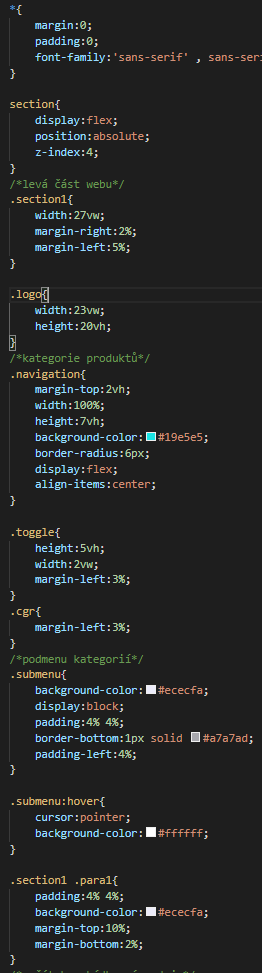 *{
margin:0;
padding:0;
font-family:'sans-serif' , sans-seri
}
section{
display:flex;
position:absolute;
z-index:4;
}
/*levá část webu*/
.section1{
width:27vw;
margin-right:2%;
margin-left:5%;
}
.logo{
width:23vw;
height:20vh;
}
/*kategorie produktů*/
.navigation{
margin-top:2vh;
width:100%;
height:7vh;
background-color:#19e5e5;
border-radius:6px;
display:flex;
align-items:center;
}
.toggle{
height:5vh;
width:2vw;
margin-left:3%;
}
.cgr{
margin-left:3%;
}
/*podmenu kategorií*/
.submenu{
background-color:#ececfa;
display:block;
padding:4% 4%;
border-bottom:1px solid #a7a7ad;
padding-left:4%;
}
.submenu:hover{
cursor:pointer;
background-color:#ffffff;
}
.section1 .para1{
padding:4% 4%;
background-color:#ececfa;
margin-top:10%;
margin-bottom:2%;
}